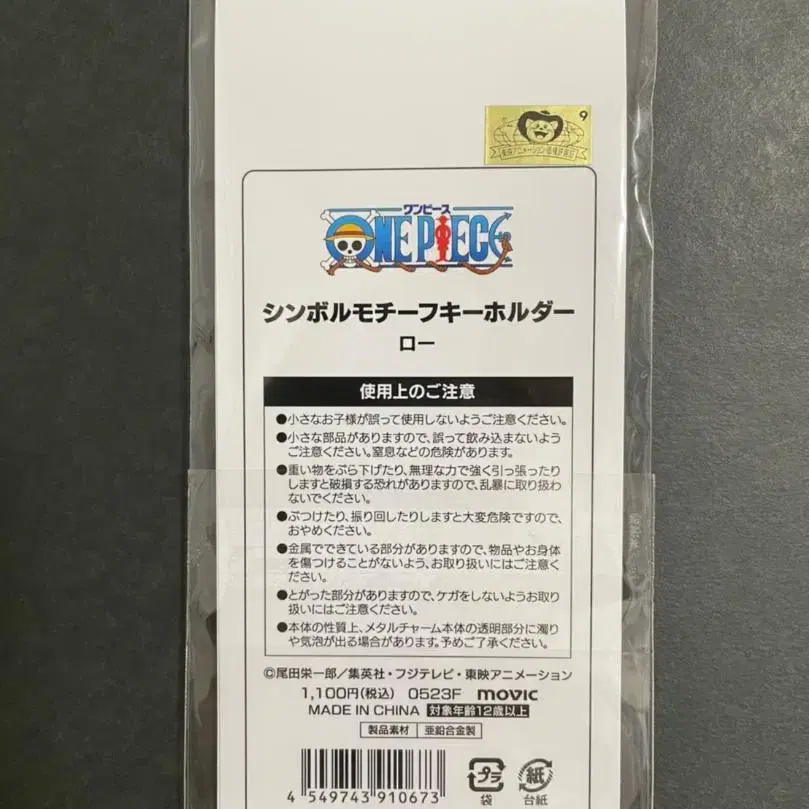 9
東映アニメーション版権許諾証
ワンピース
ONE PIECE
シンボルモチーフキーホルダー
ロー
使用上のご注意
●小さなお子様が誤って使用しないようご注意ください。
●小さな部品がありますので、誤って飲み込まないよう
ご注意ください。窒息などの危険があります。
●重い物をぶら下げたり、無理な力で強く引っ張ったり
しますと破損する恐れがありますので、乱暴に取り扱わ
ないでください。
●ぶつけたり、振り回したりしますと大変危険ですので、
おやめください。
●金属でできている部分がありますので、物品やお身体
を傷つけることがないよう、お取り扱いにはご注意くだ
さい。
●とがった部分がありますので、ケガをしないようお取り
扱いにはご注意ください。
●本体の性質上、メタルチャーム本体の透明部分に濁り
や気泡が出る場合があります。予めご了承ください。
©尾田栄一郎／集英社・フジテレビ・東映アニメーション
1,100円(税込) 0523F movic
MADE IN CHINA 対象年齢12歳以上
製品素材 亜鉛合金製
プラ 紙
袋 台紙
4 549743 910673